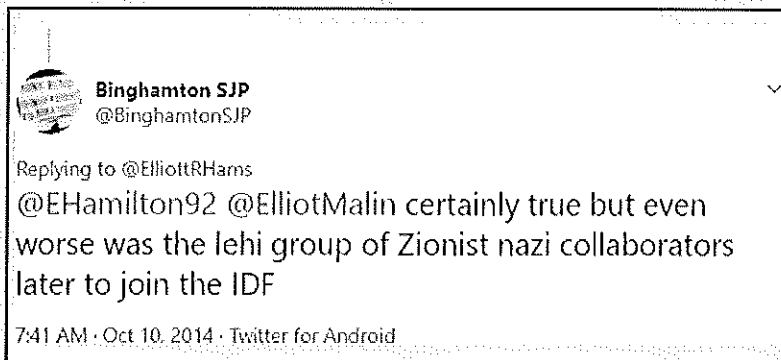 Binghamton SJP
@BinghamtonSJP
Replying to @ElliottRHams
@EHamilton92 @ElliotMalin certainly true but even
worse was the lehi group of Zionist nazi collaborators
later to join the IDF
7:41 AM · Oct 10, 2014 · Twitter for Android